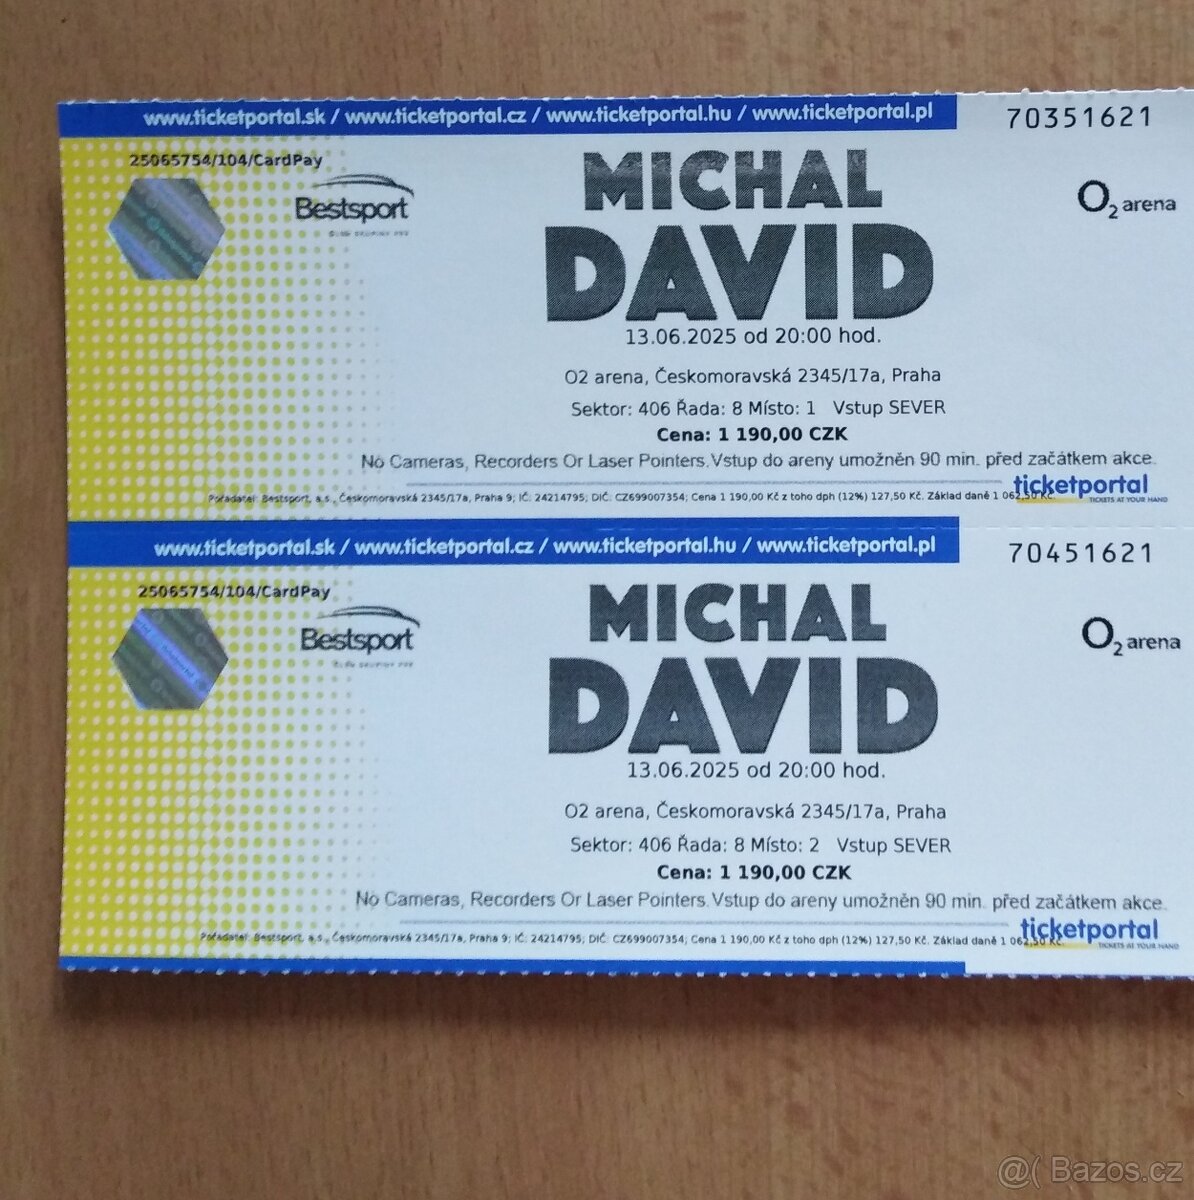 www.ticketportal.sk / www.ticketportal.cz / www.ticketportal.hu / www.ticketportal.pl
70351621
25065754/104/CardPay
Bestsport
MICHAL
DAVID
O2 arena
13.06.2025 od 20:00 hod.
O2 arena, Českomoravská 2345/17a, Praha
Sektor: 406 Řada: 8 Místo: 1 Vstup SEVER
Cena: 1 190,00 CZK
No Cameras, Recorders Or Laser Pointers.Vstup do areny umožněn 90 min. před začátkem akce.
ticketportal
TICKETS AT YOUR HAND
Pořadatel: Bestsport, a.s., Českomoravská 2345/17a, Praha 9; IČ: 24214795; DIČ: CZ699007354; Cena 1 190,00 Kč z toho dph (12%) 127,50 Kč. Základ daně 1 062,50 Kč.
www.ticketportal.sk / www.ticketportal.cz / www.ticketportal.hu / www.ticketportal.pl
70451621
25065754/104/CardPay
Bestsport
MICHAL
DAVID
O2 arena
13.06.2025 od 20:00 hod.
O2 arena, Českomoravská 2345/17a, Praha
Sektor: 406 Řada: 8 Místo: 2 Vstup SEVER
Cena: 1 190,00 CZK
No Cameras, Recorders Or Laser Pointers.Vstup do areny umožněn 90 min. před začátkem akce.
ticketportal
TICKETS AT YOUR HAND
Pořadatel: Bestsport, a.s., Českomoravská 2345/17a, Praha 9; IČ: 24214795; DIČ: CZ699007354; Cena 1 190,00 Kč z toho dph (12%) 127,50 Kč. Základ daně 1 062,50 Kč.
@( Bazos.cz